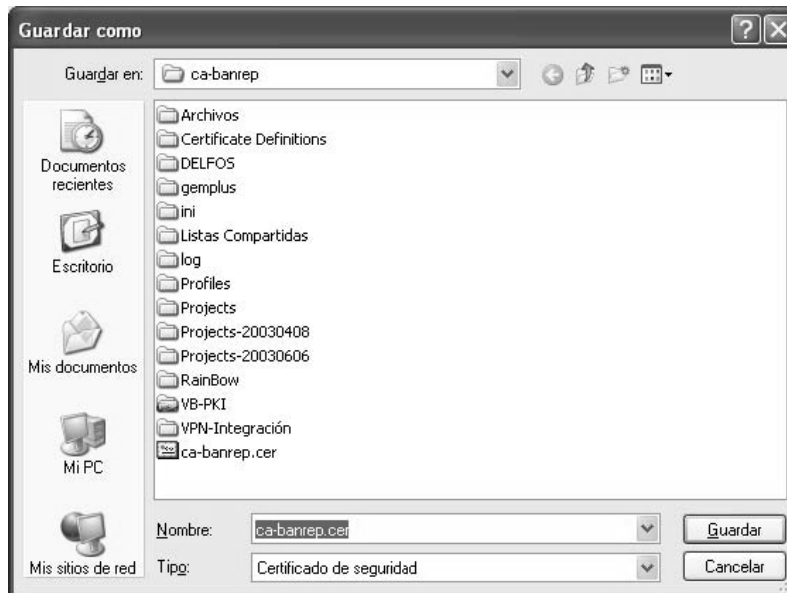 Guardar como
Guardar en: ca-banrep
Documentos recientes
Escritorio
Mis documentos
Mi PC
Mis sitios de red
Archivos
Certificate Definitions
DELFOS
gemplus
ini
Listas Compartidas
log
Profiles
Projects
Projects-20030408
Projects-20030606
RainBow
VB-PKI
VPN-Integración
ca-banrep.cer
Nombre: ca-banrep.cer Guardar
Tipo: Certificado de seguridad Cancelar